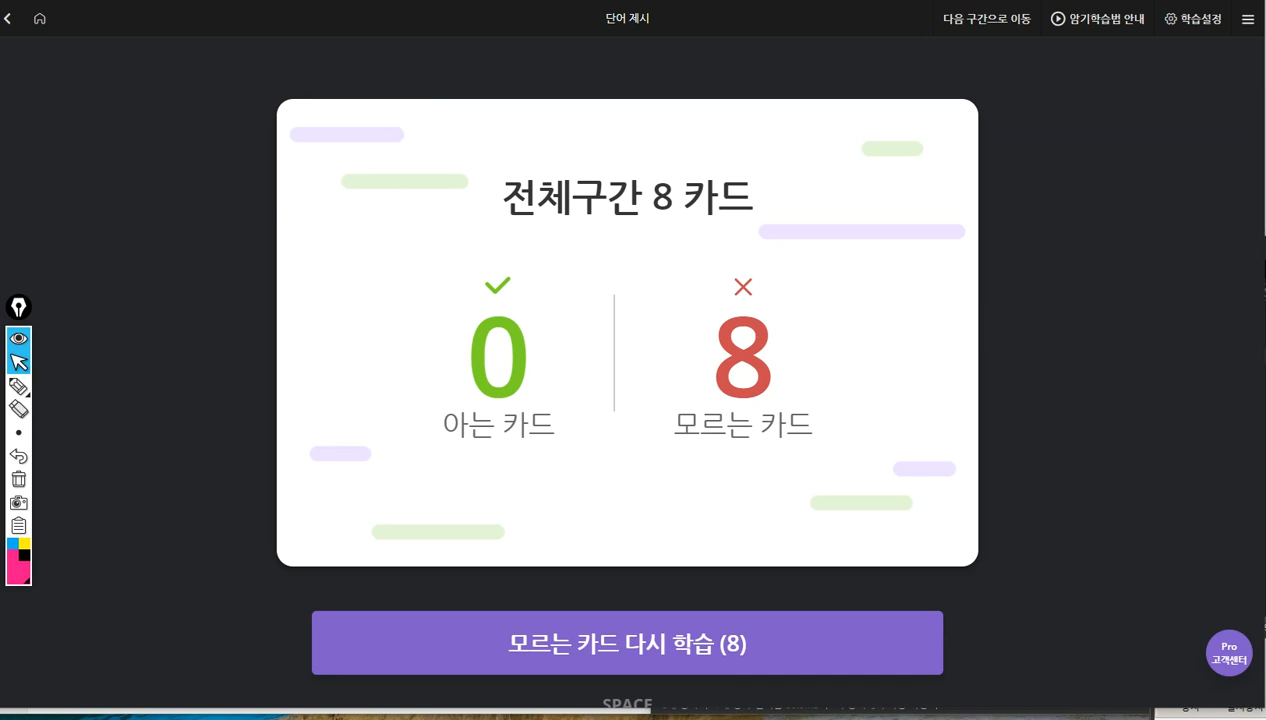 단어 제시
다음 구간으로 이동
암기학습법 안내
학습설정
전체구간 8 카드
0
아는 카드
8
모르는 카드
모르는 카드 다시 학습 (8)
Pro
고객센터
SPACE